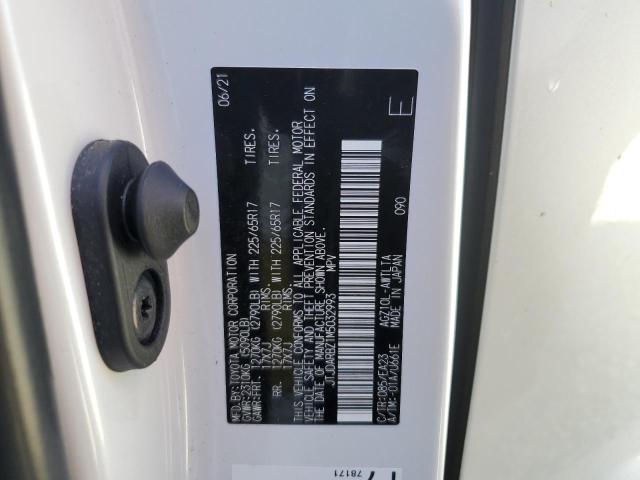 MFD.BY:TOYOTA MOTOR CORPORATION 06/21
GVWR:2310KG (5090LB)
GAWR:FRT. 1270KG (2790LB) WITH 225/65R17 TIRES.
17X7J RIMS.
RR. 1270KG (2790LB) WITH 225/65R17 TIRES.
17X7J RIMS.
THIS VEHICLE CONFORMS TO ALL APPLICABLE FEDERAL MOTOR
VEHICLE SAFETY AND THEFT PREVENTION STANDARDS IN EFFECT ON
THE DATE OF MANUFACTURE SHOWN ABOVE.
JTJDARBZ1M5032993 MPV
C/TR:085/EA23 AGZ10L-AWTLTA 090 E
A/TM:-01A/U661E MADE IN JAPAN
78171